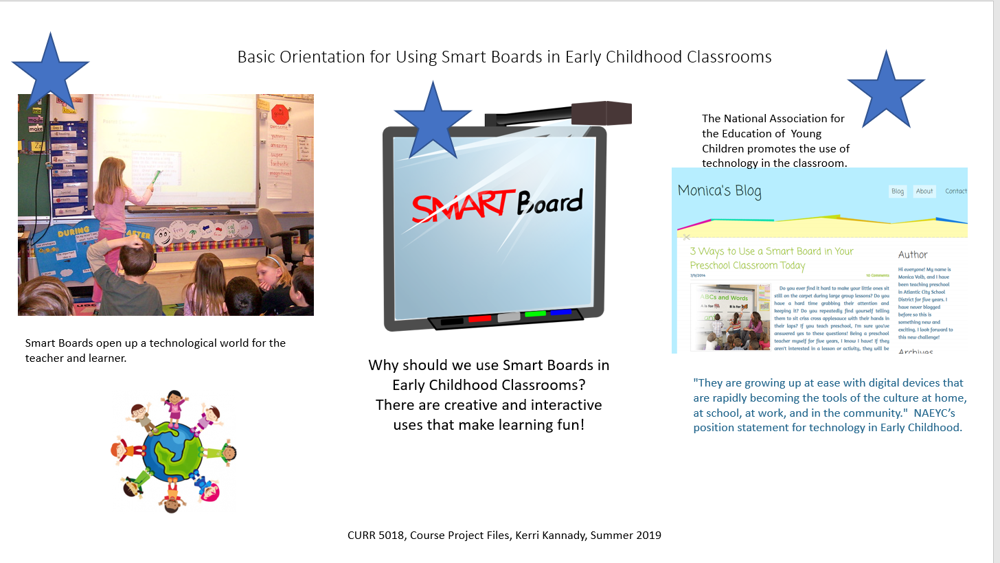 Basic Orientation for Using Smart Boards in Early Childhood Classrooms
made
make
Zz
good
awesome
yummy
amazing
super
fantastic
magnificent
DURING
AFTER
SMART Board
Smart Boards open up a technological world for the
teacher and learner.
Why should we use Smart Boards in
Early Childhood Classrooms?
There are creative and interactive
uses that make learning fun!
The National Association for
the Education of  Young
Children promotes the use of
technology in the classroom.
Monica's Blog
Blog About Contact
3 Ways to Use a Smart Board in Your
Preschool Classroom Today
7/9/2014
10 Comments
ABCs and Words
Do you ever find it hard to make your little ones sit
still on the carpet during large group lessons? Do you
have a hard time grabbing their attention and
keeping it? Do you repeatedly find yourself telling
them to sit criss cross applesauce with their hands in
their laps? If you teach preschool, I'm sure you've
answered yes to these questions! Being a preschool
teacher myself for five years, I know I have! If they
aren't interested in a lesson or activity, they will be
Author
Hi everyone! My name is
Monica Volb, and I have
been teaching preschool
in Atlantic City School
District for five years. I
have never blogged
before so this is
something new and
exciting. I look forward to
this new challenge!
Archives
"They are growing up at ease with digital devices that
are rapidly becoming the tools of the culture at home,
at school, at work, and in the community."  NAEYC’s
position statement for technology in Early Childhood.
CURR 5018, Course Project Files, Kerri Kannady, Summer 2019